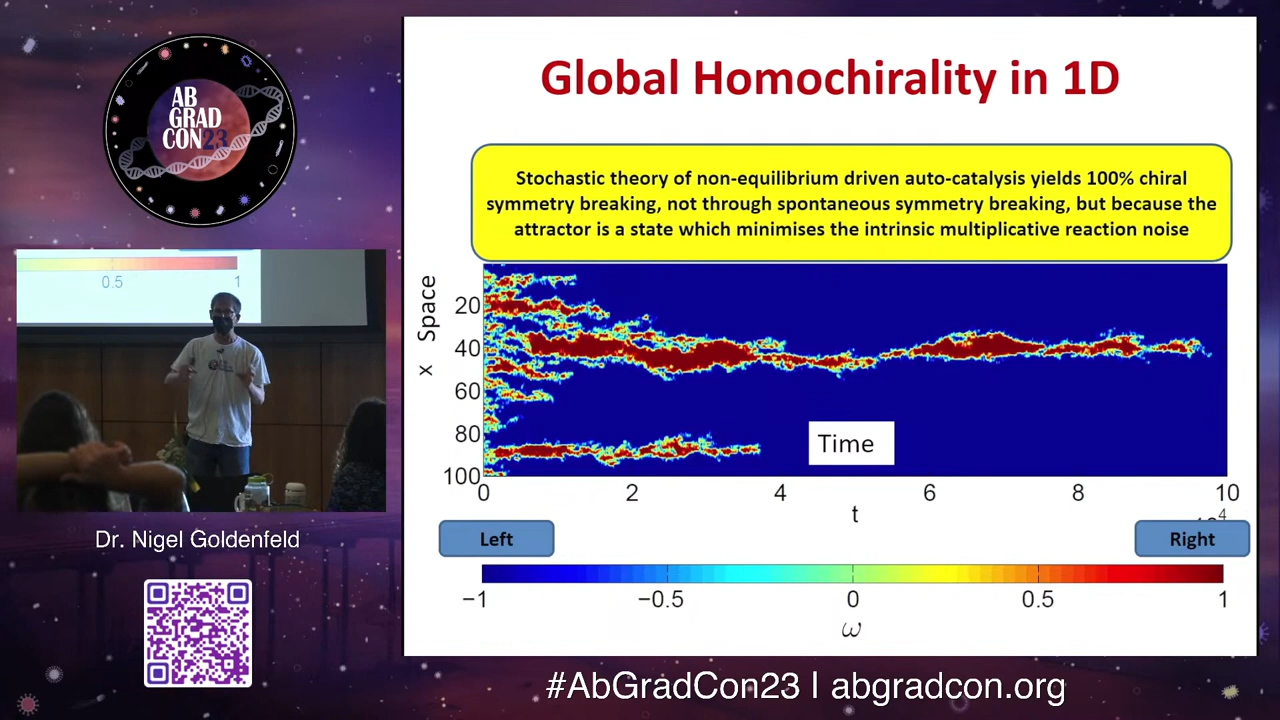 AB
GRAD
CON23
Global Homochirality in 1D
Stochastic theory of non-equilibrium driven auto-catalysis yields 100% chiral
symmetry breaking, not through spontaneous symmetry breaking, but because the
attractor is a state which minimises the intrinsic multiplicative reaction noise
x Space
20
40
60
80
100
Time
0 2 4 6 8 10
t
Left
Right
−1 −0.5 0 0.5 1
ω
0.5 1
Dr. Nigel Goldenfeld
#AbGradCon23 | abgradcon.org